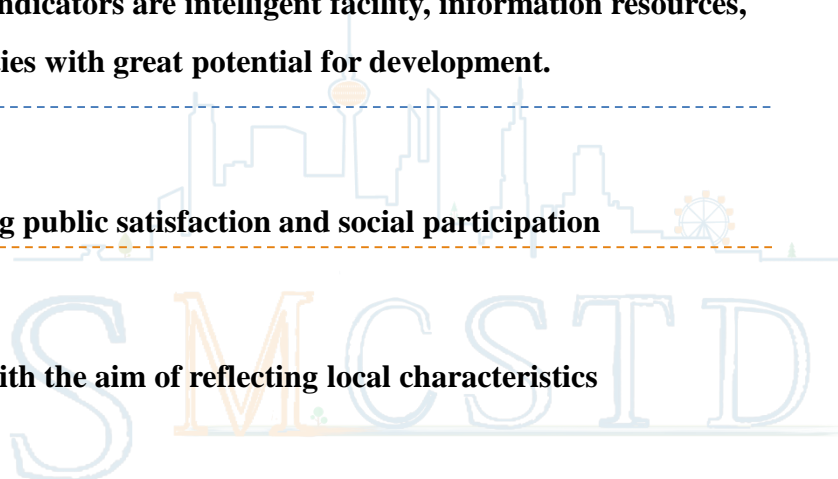 ndicators are intelligent facility, information resources,
ies with great potential for development.
g public satisfaction and social participation
ith the aim of reflecting local characteristics
SMCSTD